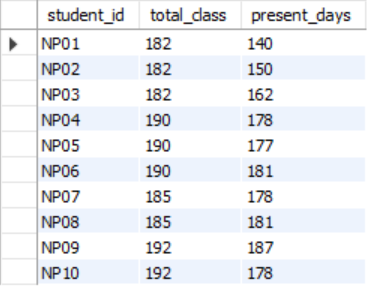 student_id total_class present_days
NP01 182 140
NP02 182 150
NP03 182 162
NP04 190 178
NP05 190 177
NP06 190 181
NP07 185 178
NP08 185 181
NP09 192 187
NP10 192 178